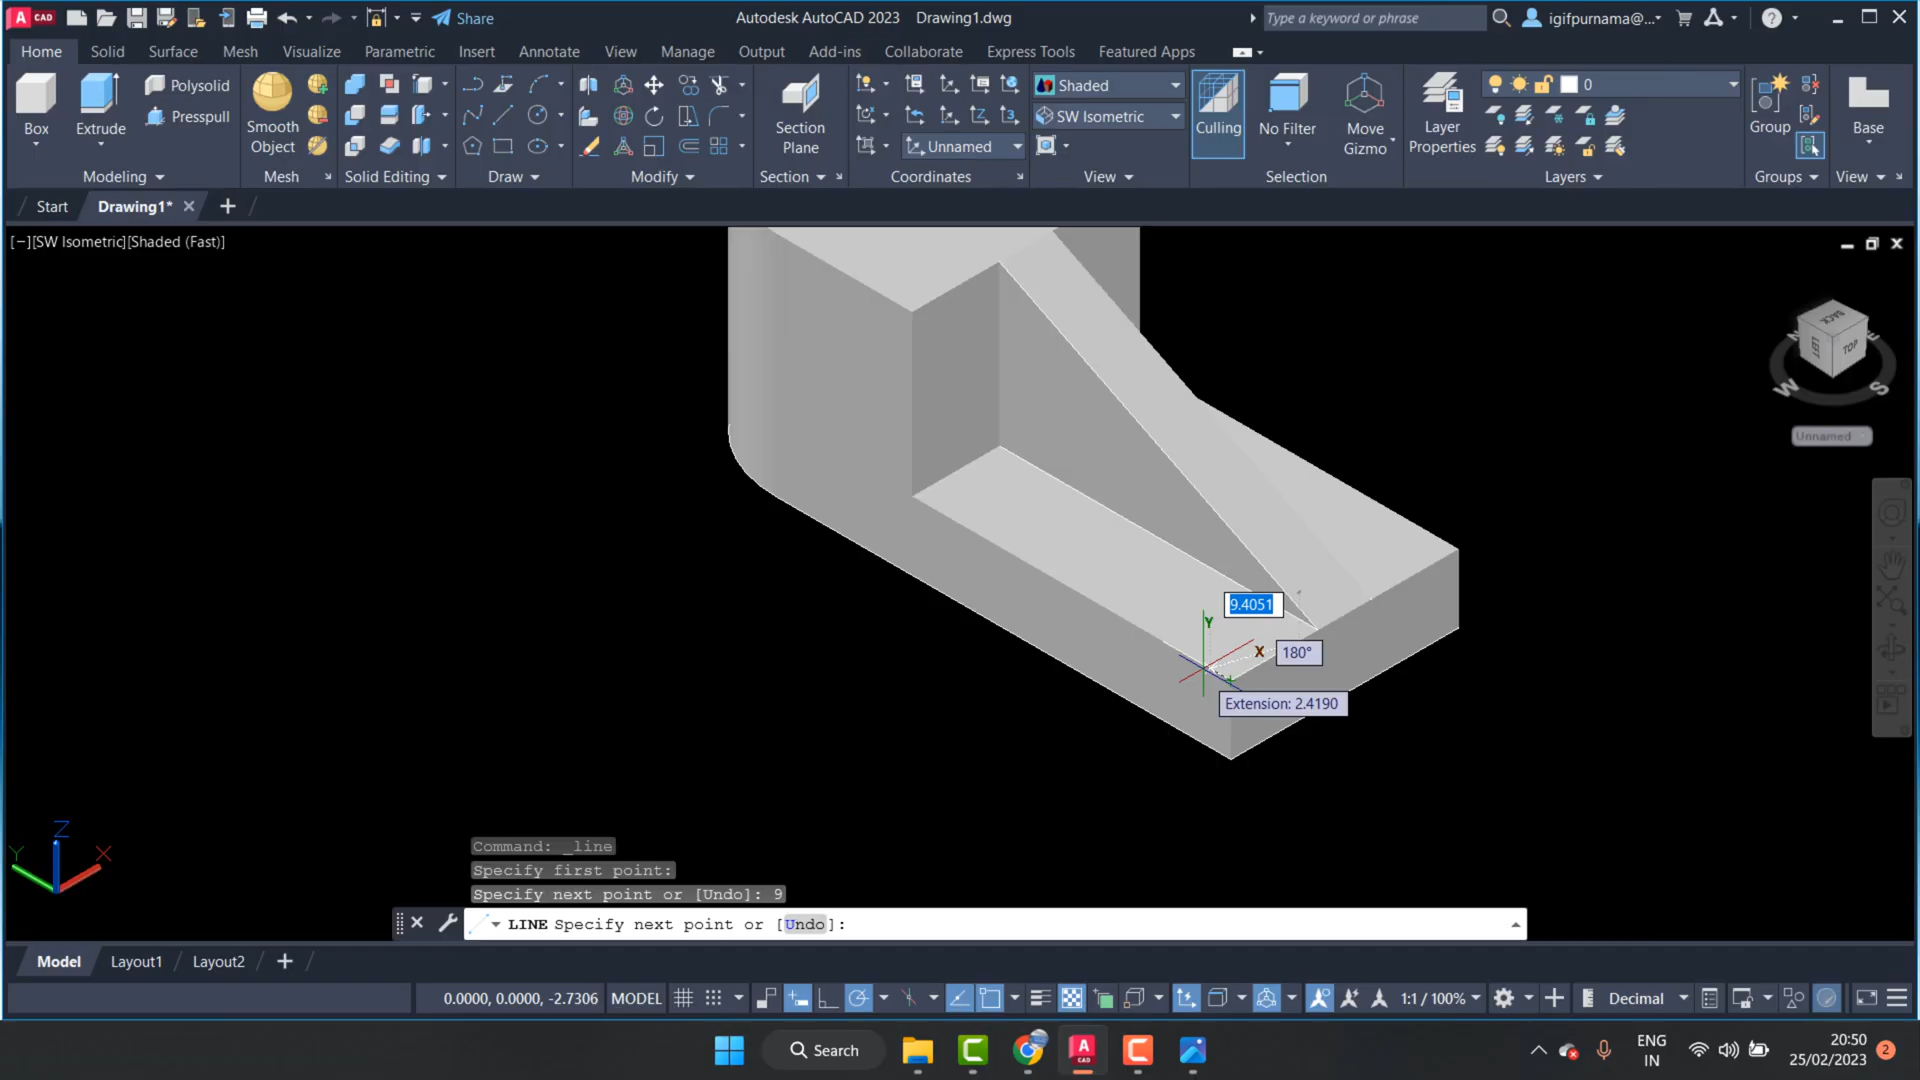 A CAD
Share
Autodesk AutoCAD 2023 Drawing1.dwg
Type a keyword or phrase
igifpurnama@...
Home Solid Surface Mesh Visualize Parametric Insert Annotate View Manage Output Add-ins Collaborate Express Tools Featured Apps
Box
Extrude
Polysolid
Presspull
Smooth
Object
Section
Plane
Unnamed
Shaded
SW Isometric
Culling
No Filter
Move
Gizmo
Layer
Properties
0
Group
Base
Modeling
Mesh
Solid Editing
Draw
Modify
Section
Coordinates
View
Selection
Layers
Groups
View
Start Drawing1*
[−][SW Isometric][Shaded (Fast)]
BACK
LEFT
TOP
W
S
E
Unnamed
9.4051
Y
X
180°
Extension: 2.4190
Z
Y
X
Command: _line
Specify first point:
Specify next point or [Undo]: 9
LINE Specify next point or [Undo]:
Model Layout1 Layout2
0.0000, 0.0000, -2.7306 MODEL
1:1 / 100%
Decimal
Search
ENG
IN
20:50
25/02/2023
2